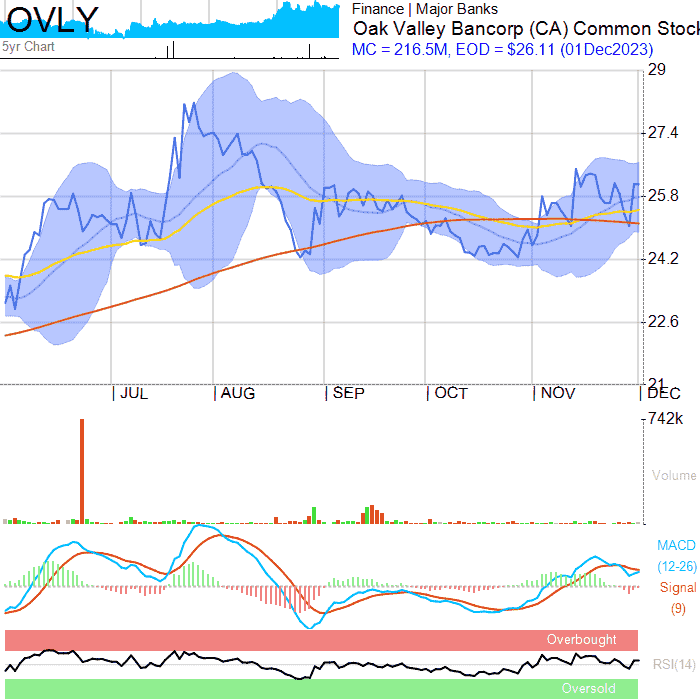 OVLY
5yr Chart
Finance | Major Banks
Oak Valley Bancorp (CA) Common Stock
MC = 216.5M, EOD = $26.11 (01Dec2023)
29
27.4
25.8
24.2
22.6
21
JUL
AUG
SEP
OCT
NOV
DEC
742k
Volume
MACD
(12-26)
Signal
(9)
Overbought
RSI(14)
Oversold